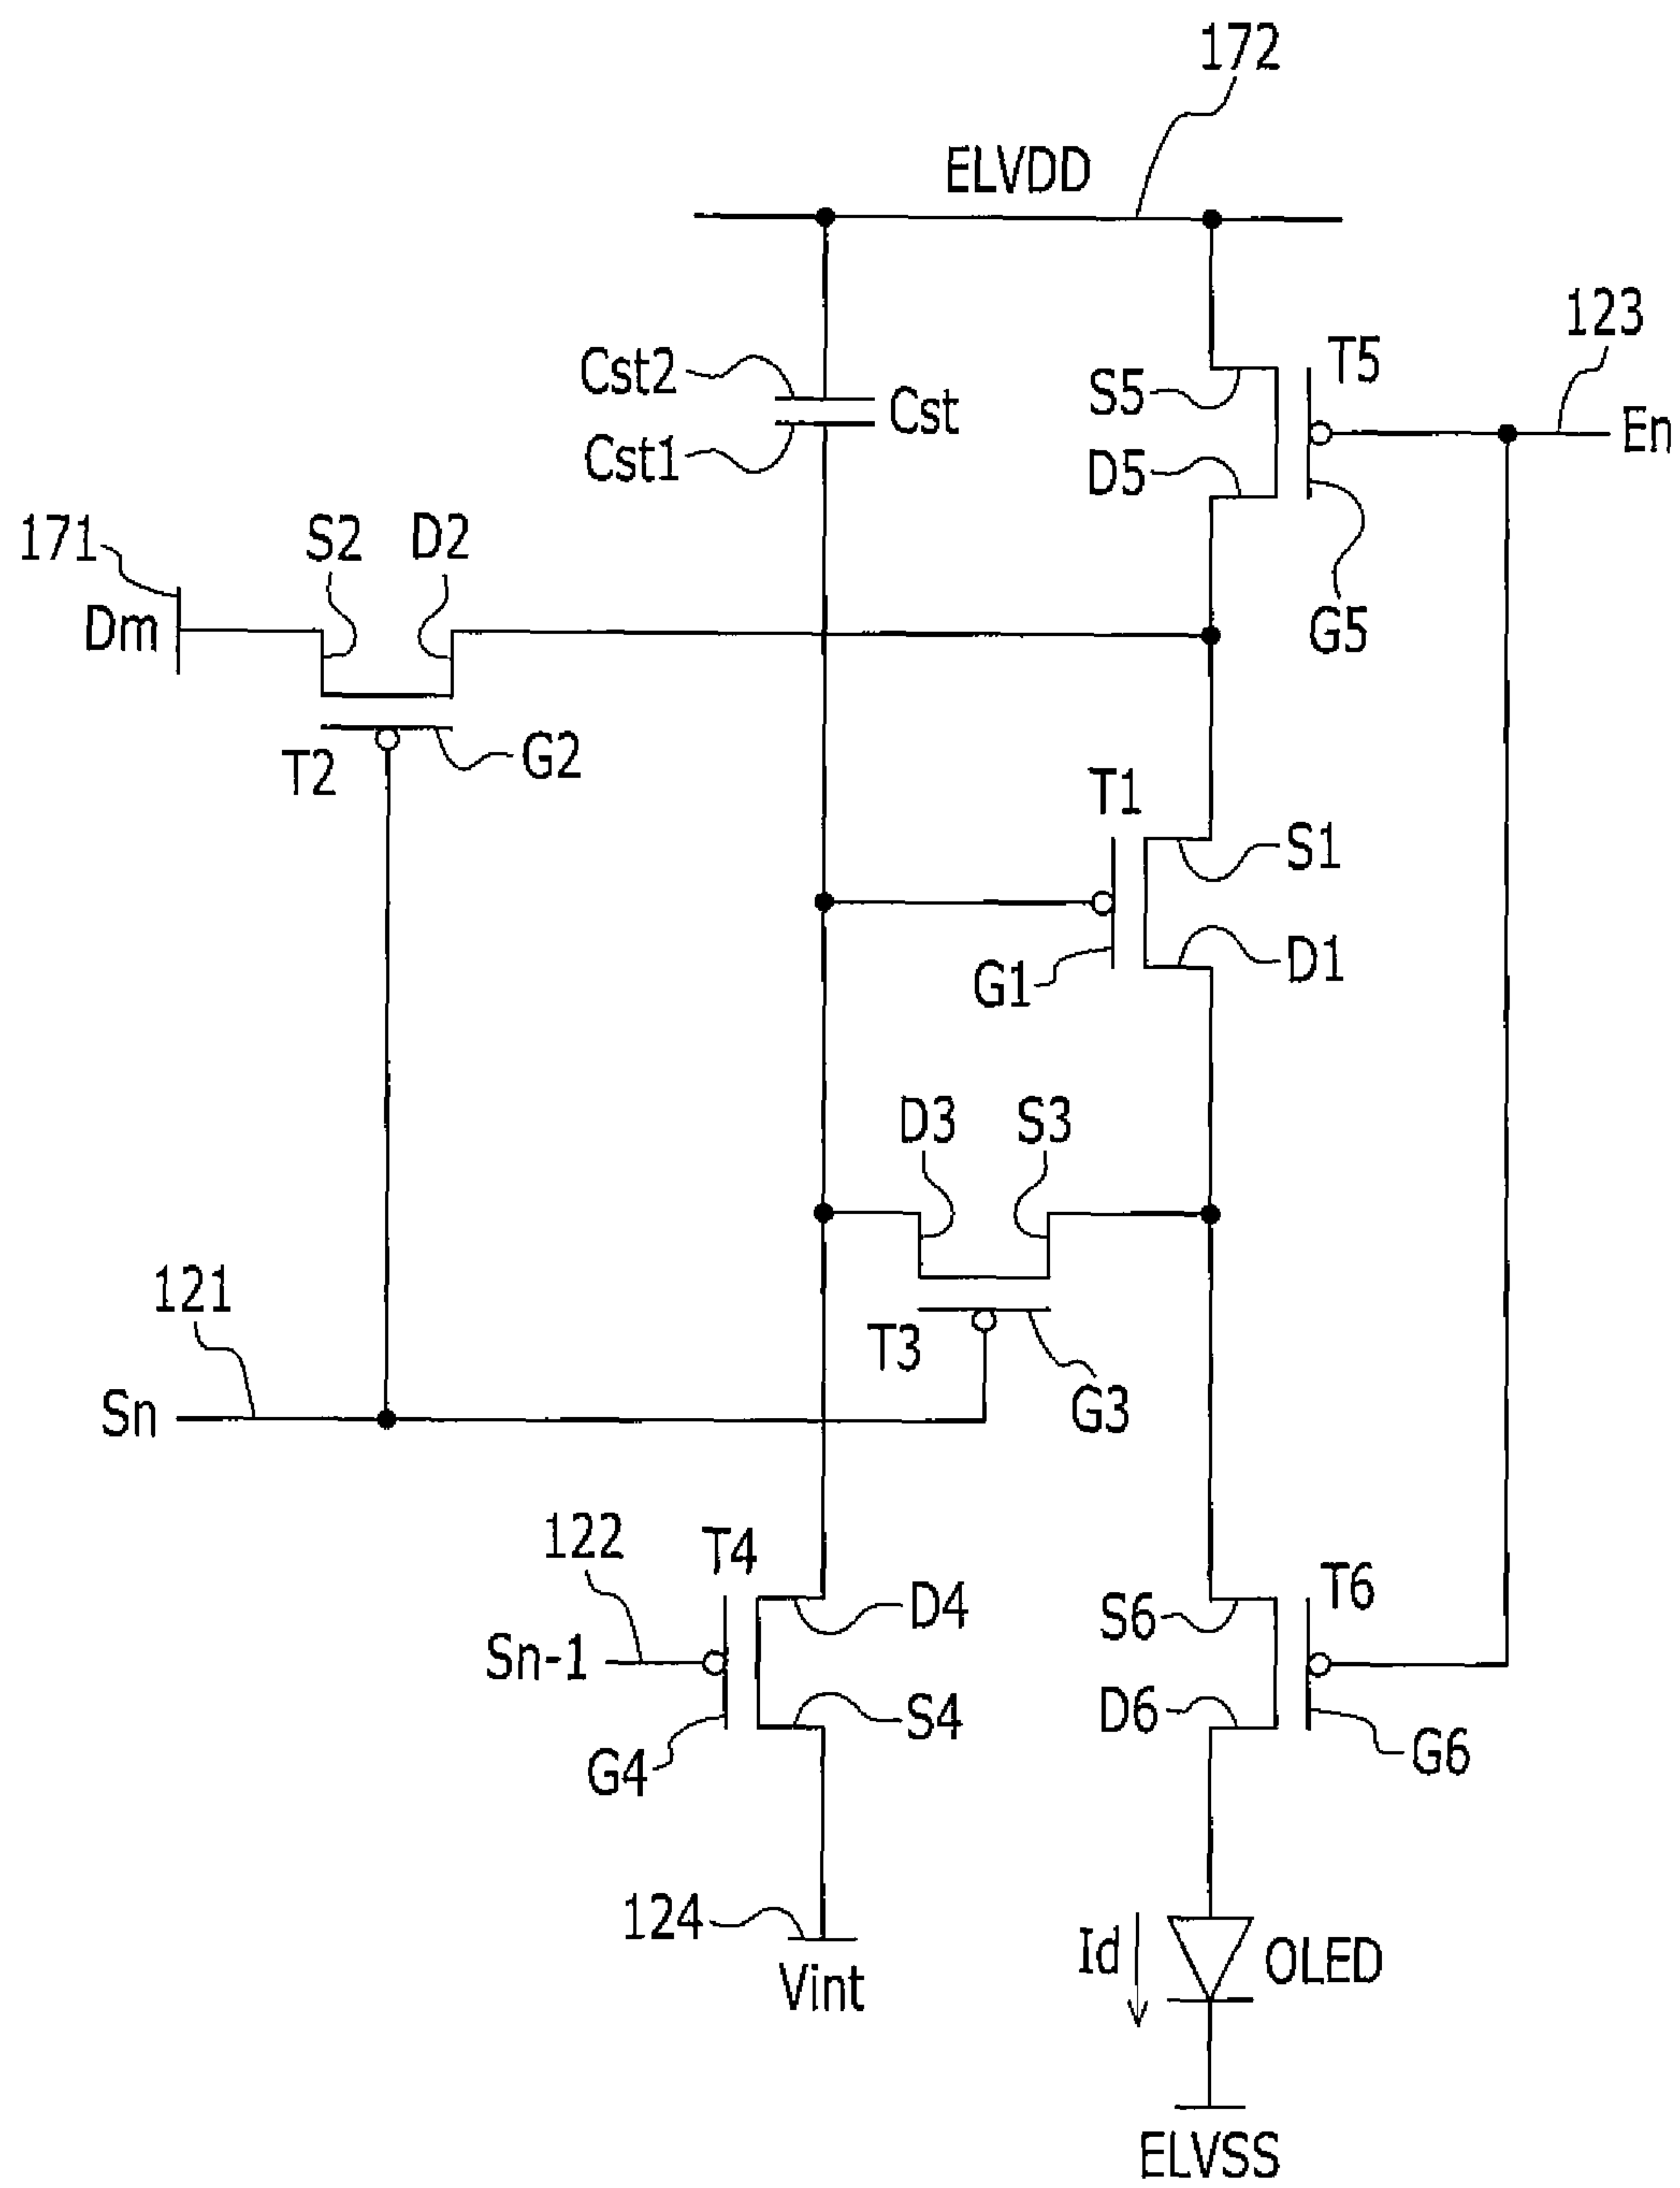 172
ELVDD
123
Cst2
T5
S5
Cst
En
Cst1
D5
171
S2
D2
Dm
G5
T2
G2
T1
S1
D1
G1
D3
S3
121
T3
G3
Sn
122
T4
D4
S6
T6
Sn-1
D6
S4
G4
G6
124
Id
OLED
Vint
ELVSS